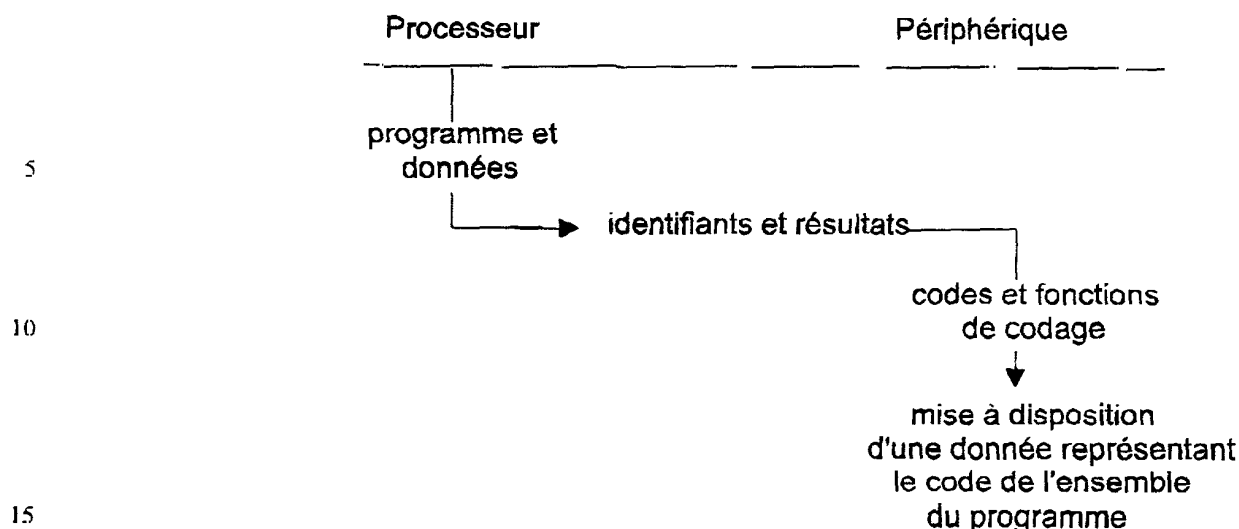 Processeur Périphérique
programme et
5 données
identifiants et résultats
codes et fonctions
10 de codage
mise à disposition
d'une donnée représentant
le code de l'ensemble
15 du programme